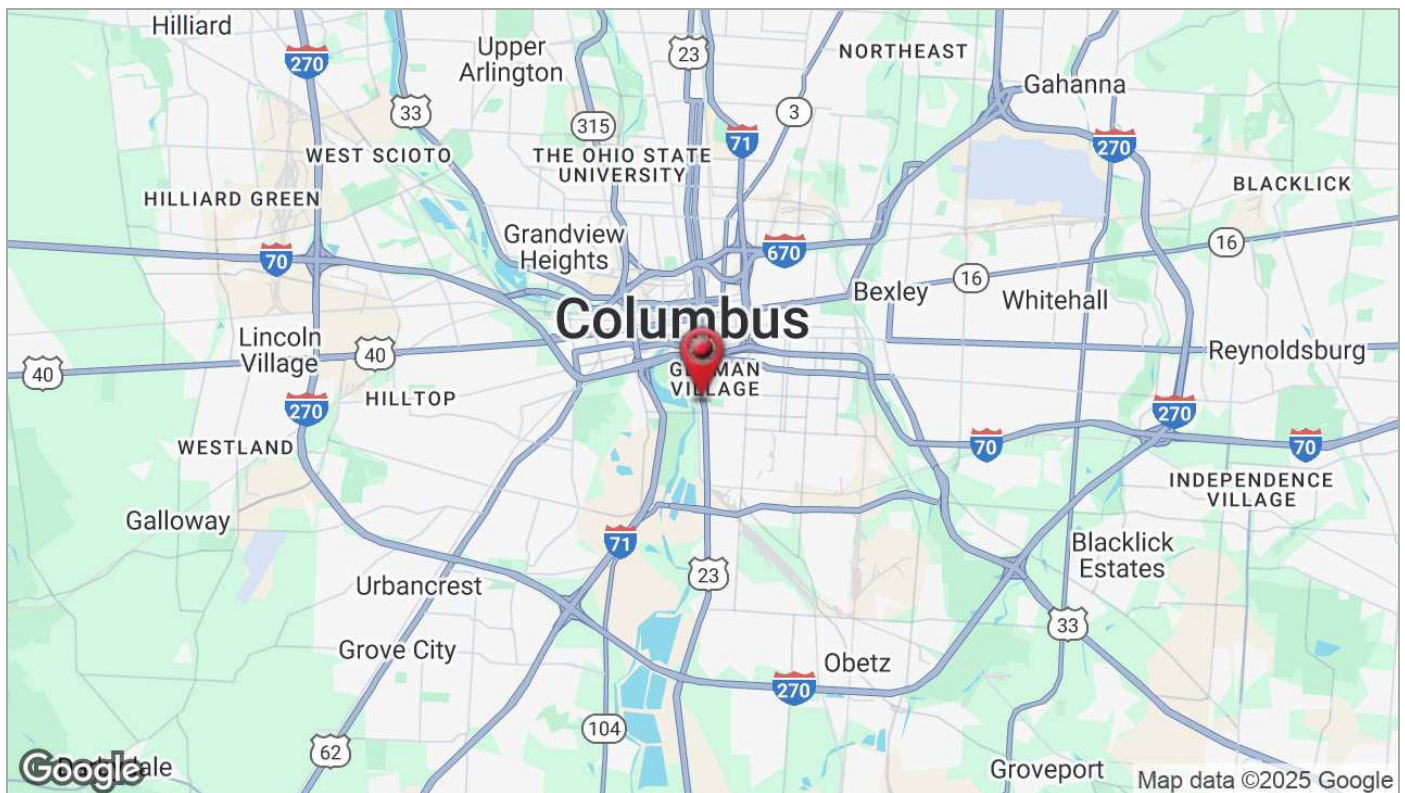 Hilliard
270
33
Upper
Arlington
23
NORTHEAST
Gahanna
315
3
71
270
WEST SCIOTO
THE OHIO STATE
UNIVERSITY
BLACKLICK
HILLIARD GREEN
Grandview
Heights
70
670
16
16
Bexley
Whitehall
Columbus
Lincoln
Village
40
40
Reynoldsburg
GERMAN
VILLAGE
HILLTOP
270
270
WESTLAND
70
70
INDEPENDENCE
VILLAGE
Galloway
71
Blacklick
Estates
Urbancrest
23
33
Grove City
Obetz
270
104
62
Groveport
Google
Map data ©2025 Google